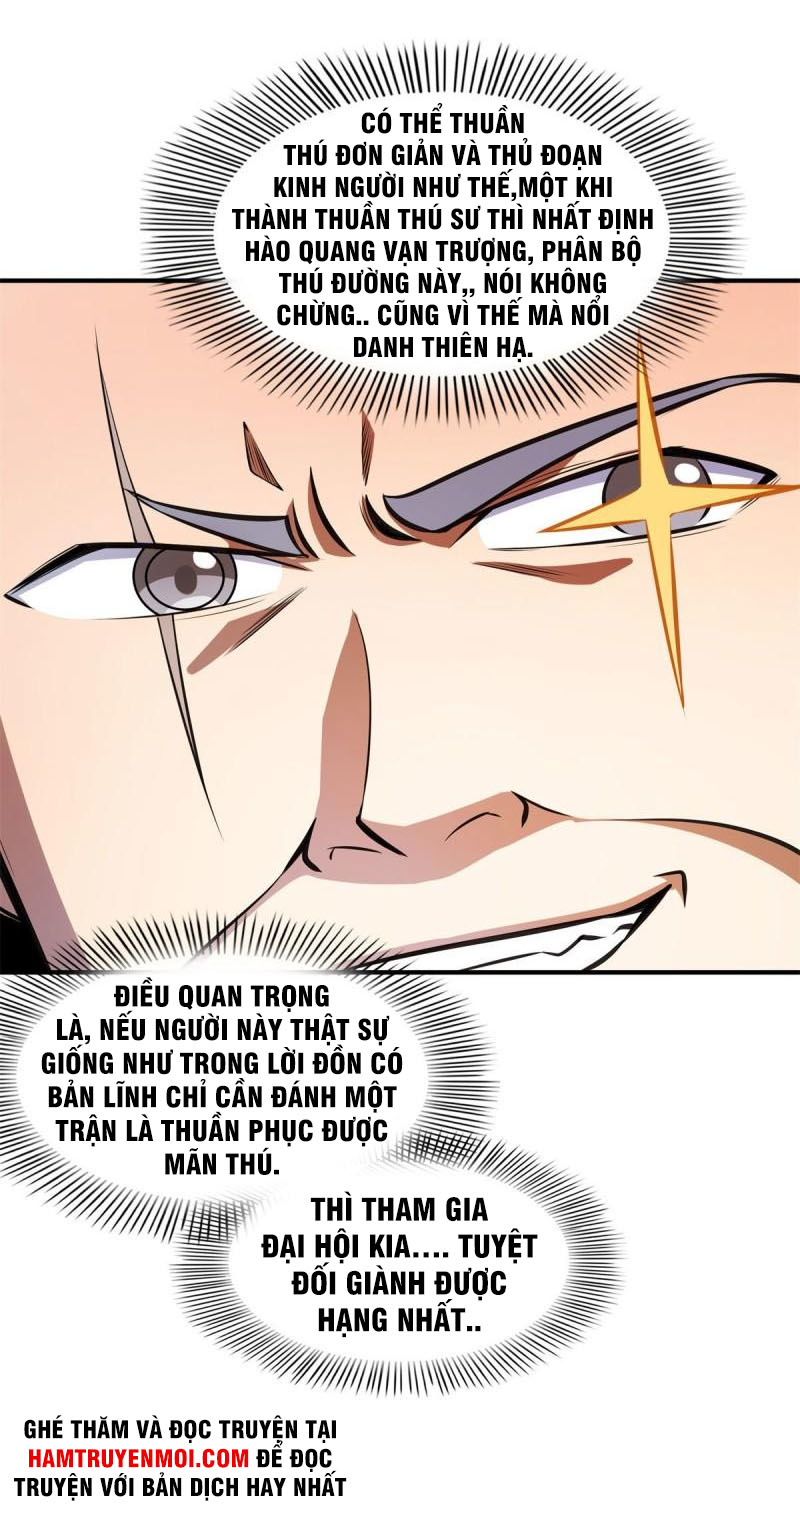 CÓ THỂ THUẦN
THÚ ĐƠN GIẢN VÀ THỦ ĐOẠN
KINH NGƯỜI NHƯ THẾ,MỘT KHI
THÀNH THUẦN THÚ SƯ THÌ NHẤT ĐỊNH
HÀO QUANG VẠN TRƯỢNG, PHÂN BỘ
THÚ ĐƯỜNG NÀY,, NÓI KHÔNG
CHỪNG.. CŨNG VÌ THẾ MÀ NỔI
DANH THIÊN HẠ.
ĐIỀU QUAN TRỌNG
LÀ, NẾU NGƯỜI NÀY THẬT SỰ
GIỐNG NHƯ TRONG LỜI ĐỒN CÓ
BẢN LĨNH CHỈ CẦN ĐÁNH MỘT
TRẬN LÀ THUẦN PHỤC ĐƯỢC
MÃN THÚ.
THÌ THAM GIA
ĐẠI HỘI KIA.... TUYỆT
ĐỐI GIÀNH ĐƯỢC
HẠNG NHẤT..
GHÉ THĂM VÀ ĐỌC TRUYỆN TẠI
HAMTRUYENMOI.COM ĐỂ ĐỌC
TRUYỆN VỚI BẢN DỊCH HAY NHẤT